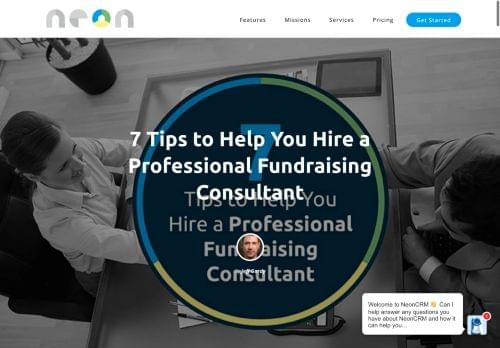 neon
Features Missions Services Pricing Get Started
7
7 Tips to Help You Hire a
Professional Fundraising
Consultant
Tips to Help You
Hire a Professional
Fundraising
Consultant
Welcome to NeonCRM 👋 Can I
help answer any questions you
have about NeonCRM and how it
can help you...
1